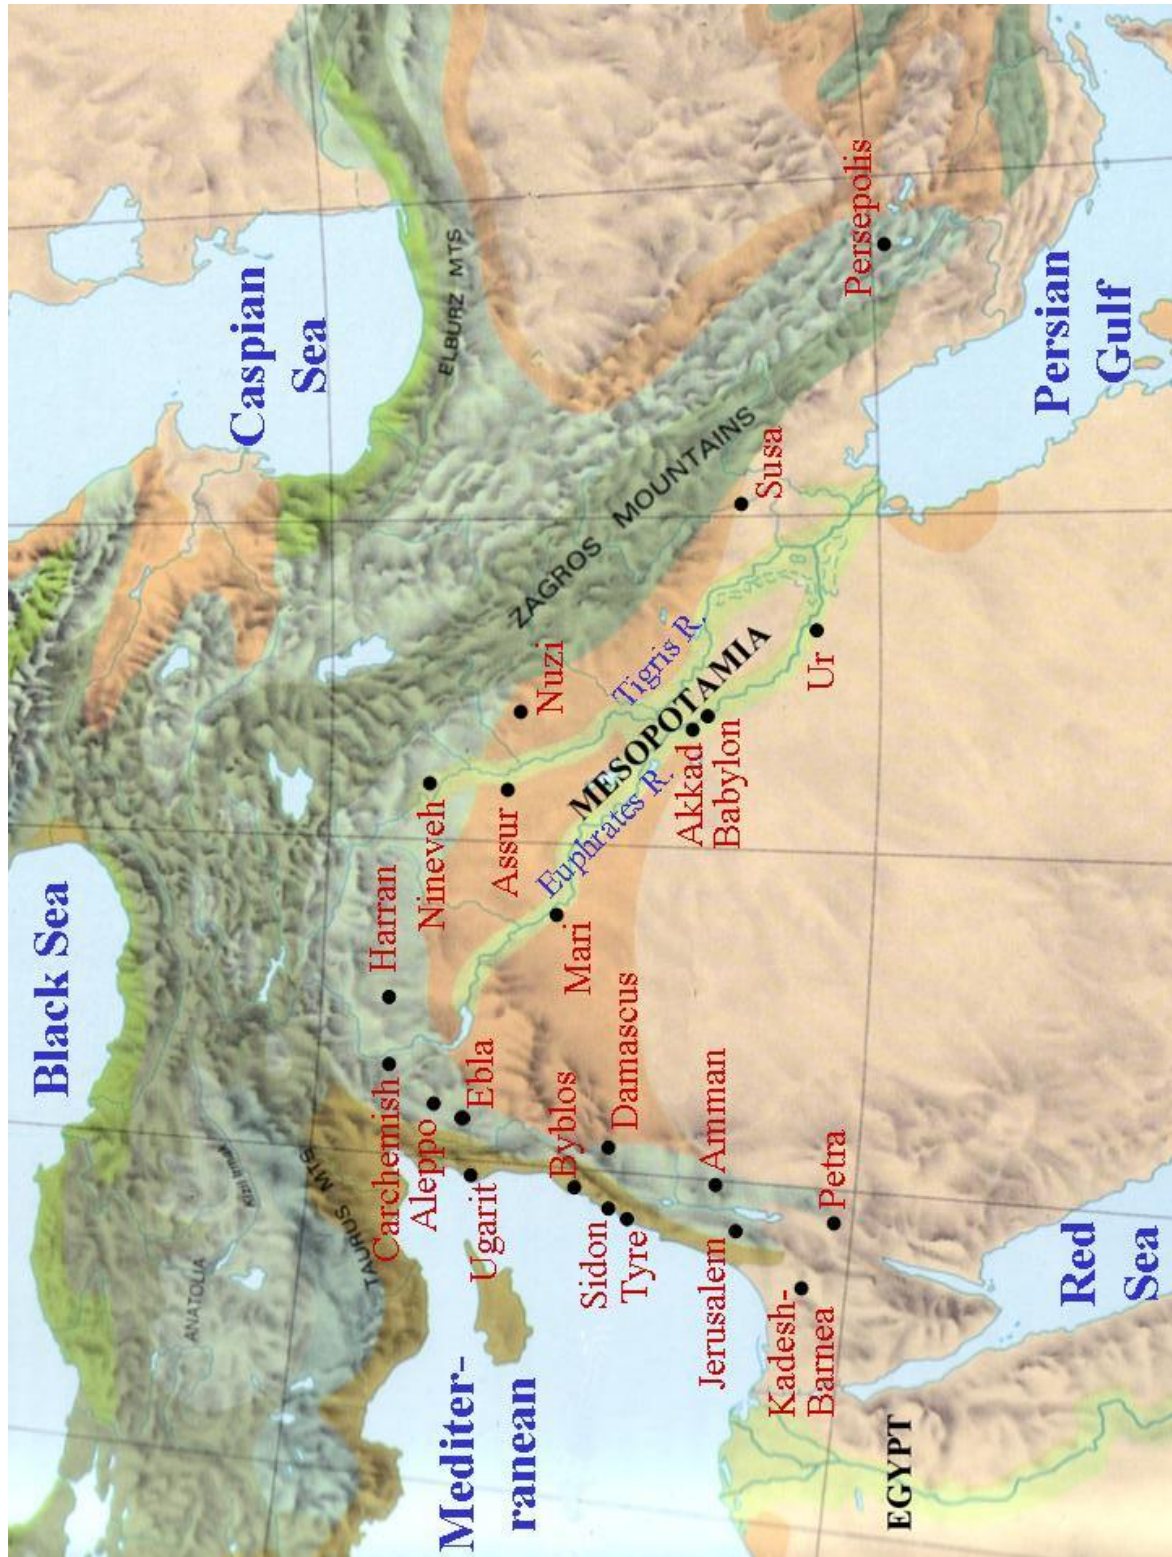 Black Sea
Caspian
Sea
ANATOLIA
Kizil Irmak
TAURUS MTS
ELBURZ MTS
Carchemish
Harran
Aleppo
Nineveh
Ebla
Ugarit
Mediter-
ranean
Assur
Nuzi
ZAGROS MOUNTAINS
Byblos
Mari
Euphrates R.
Tigris R.
MESOPOTAMIA
Sidon
Tyre
Damascus
Akkad
Babylon
Susa
Jerusalem
Amman
Kadesh-
Barnea
Petra
Ur
Persepolis
EGYPT
Red
Sea
Persian
Gulf